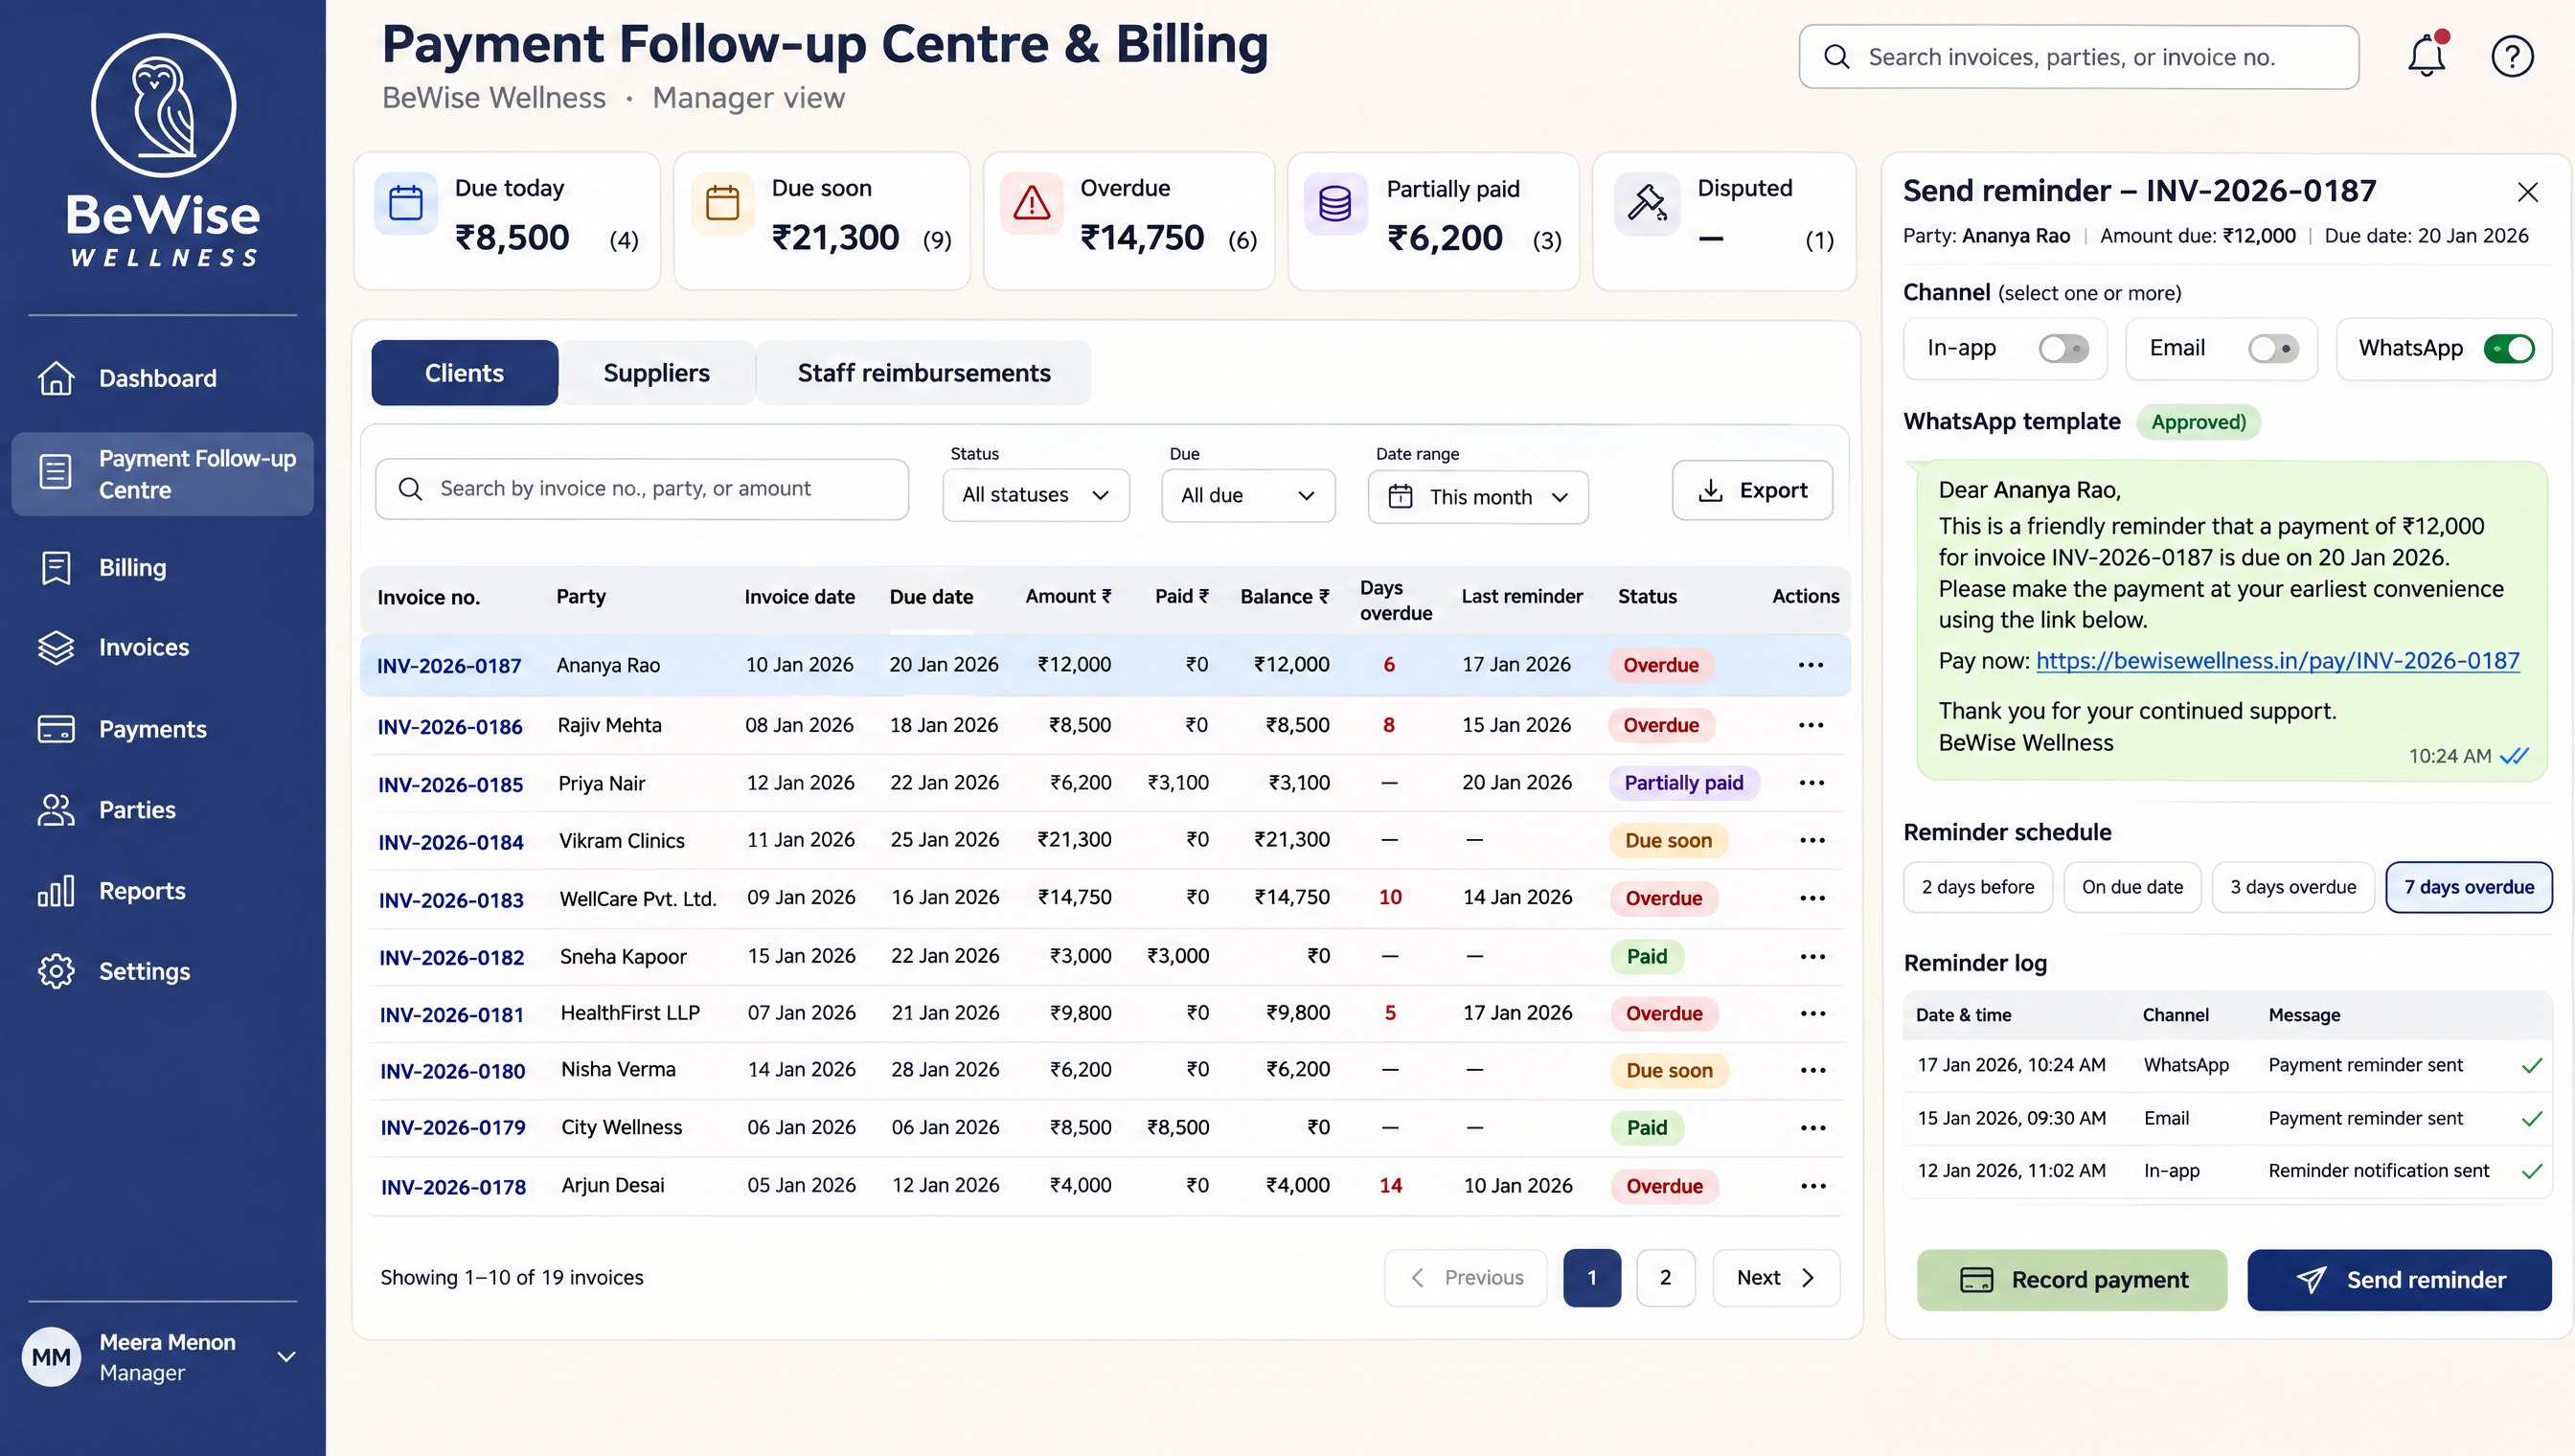 BeWise
WELLNESS
Dashboard
Payment Follow-up
Centre
Billing
Invoices
Payments
Parties
Reports
Settings
MM
Meera Menon
Manager
Payment Follow-up Centre & Billing
BeWise Wellness · Manager view
Search invoices, parties, or invoice no.
Due today
₹8,500 (4)
Due soon
₹21,300 (9)
Overdue
₹14,750 (6)
Partially paid
₹6,200 (3)
Disputed
— (1)
Clients Suppliers Staff reimbursements
Status Due Date range
Search by invoice no., party, or amount All statuses All due This month Export
Invoice no. Party Invoice date Due date Amount ₹ Paid ₹ Balance ₹ Days overdue Last reminder Status Actions
INV-2026-0187 Ananya Rao 10 Jan 2026 20 Jan 2026 ₹12,000 ₹0 ₹12,000 6 17 Jan 2026 Overdue ...
INV-2026-0186 Rajiv Mehta 08 Jan 2026 18 Jan 2026 ₹8,500 ₹0 ₹8,500 8 15 Jan 2026 Overdue ...
INV-2026-0185 Priya Nair 12 Jan 2026 22 Jan 2026 ₹6,200 ₹3,100 ₹3,100 — 20 Jan 2026 Partially paid ...
INV-2026-0184 Vikram Clinics 11 Jan 2026 25 Jan 2026 ₹21,300 ₹0 ₹21,300 — — Due soon ...
INV-2026-0183 WellCare Pvt. Ltd. 09 Jan 2026 16 Jan 2026 ₹14,750 ₹0 ₹14,750 10 14 Jan 2026 Overdue ...
INV-2026-0182 Sneha Kapoor 15 Jan 2026 22 Jan 2026 ₹3,000 ₹3,000 ₹0 — — Paid ...
INV-2026-0181 HealthFirst LLP 07 Jan 2026 21 Jan 2026 ₹9,800 ₹0 ₹9,800 5 17 Jan 2026 Overdue ...
INV-2026-0180 Nisha Verma 14 Jan 2026 28 Jan 2026 ₹6,200 ₹0 ₹6,200 — — Due soon ...
INV-2026-0179 City Wellness 06 Jan 2026 06 Jan 2026 ₹8,500 ₹8,500 ₹0 — — Paid ...
INV-2026-0178 Arjun Desai 05 Jan 2026 12 Jan 2026 ₹4,000 ₹0 ₹4,000 14 10 Jan 2026 Overdue ...
Showing 1–10 of 19 invoices Previous 1 2 Next
Send reminder – INV-2026-0187
Party: Ananya Rao | Amount due: ₹12,000 | Due date: 20 Jan 2026
Channel (select one or more)
In-app Email WhatsApp
WhatsApp template Approved)
Dear Ananya Rao,
This is a friendly reminder that a payment of ₹12,000
for invoice INV-2026-0187 is due on 20 Jan 2026.
Please make the payment at your earliest convenience
using the link below.
Pay now: https://bewisewellness.in/pay/INV-2026-0187
Thank you for your continued support.
BeWise Wellness
10:24 AM
Reminder schedule
2 days before On due date 3 days overdue 7 days overdue
Reminder log
Date & time Channel Message
17 Jan 2026, 10:24 AM WhatsApp Payment reminder sent
15 Jan 2026, 09:30 AM Email Payment reminder sent
12 Jan 2026, 11:02 AM In-app Reminder notification sent
Record payment Send reminder